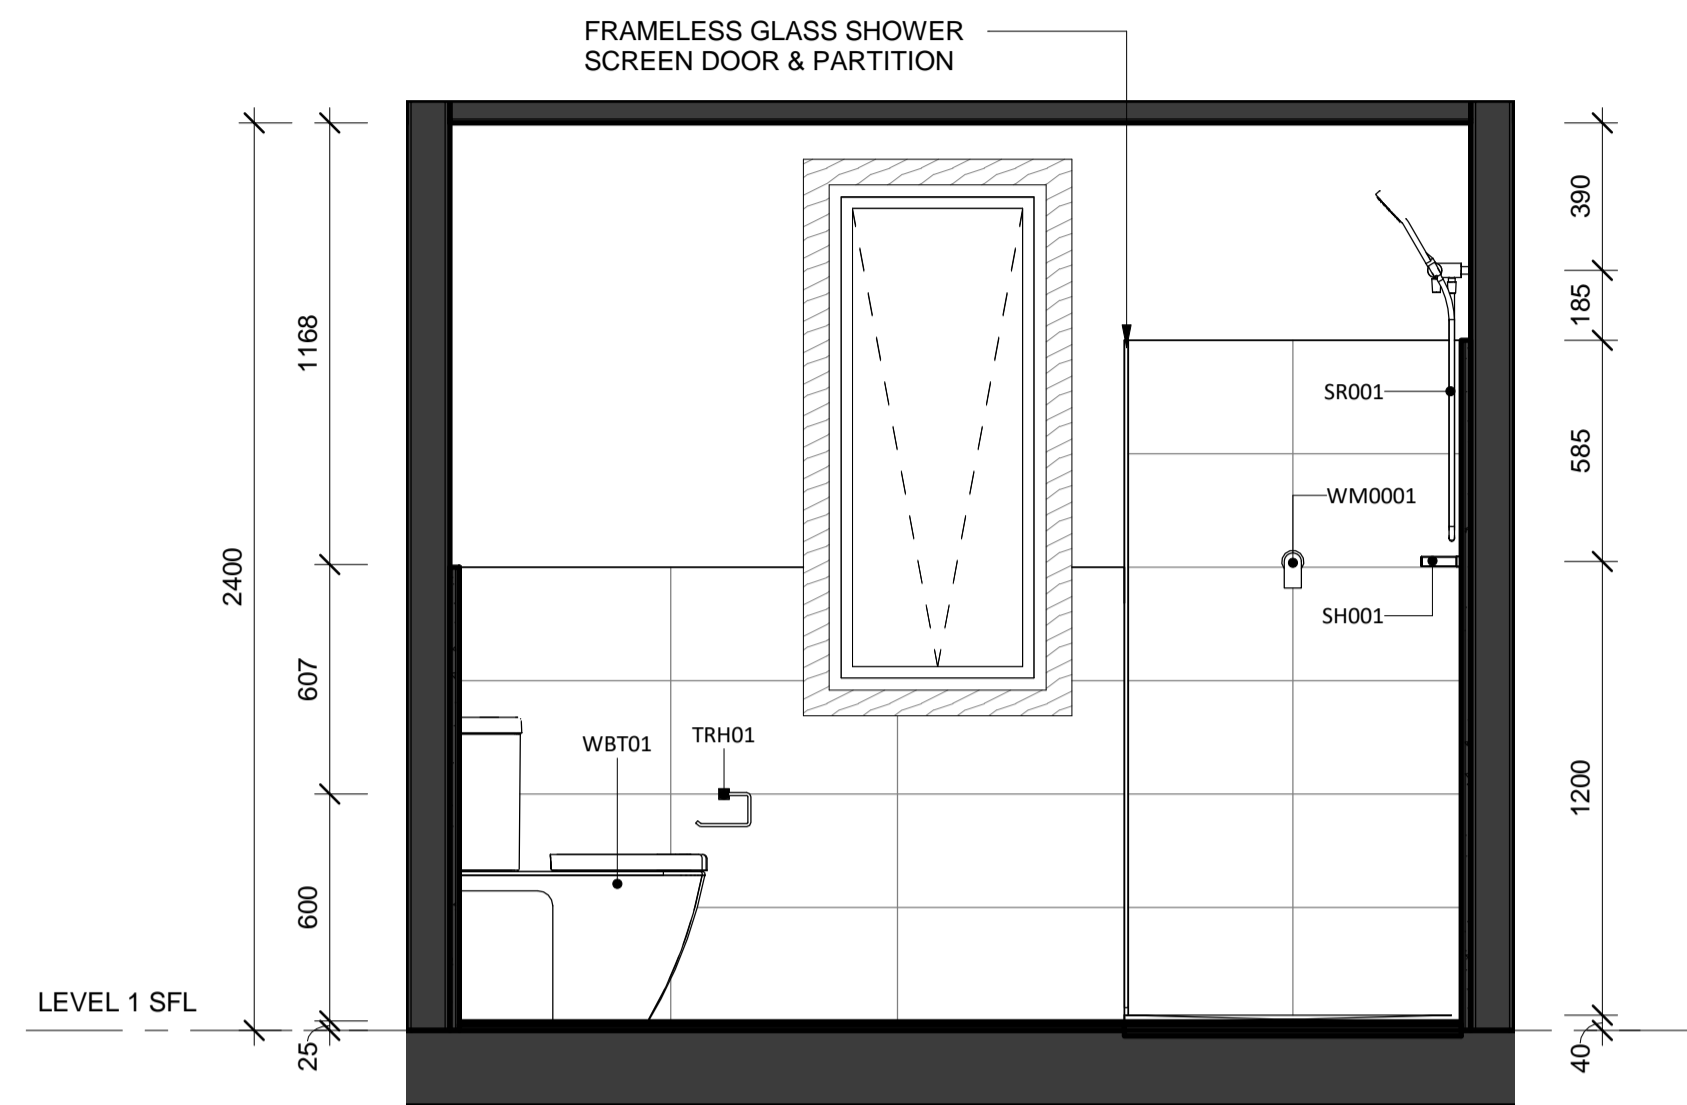 FRAMELESS GLASS SHOWER
SCREEN DOOR & PARTITION
2400
1168
607
600
25
LEVEL 1 SFL
WBT01
TRH01
SR001
WM0001
SH001
390
185
585
1200
40